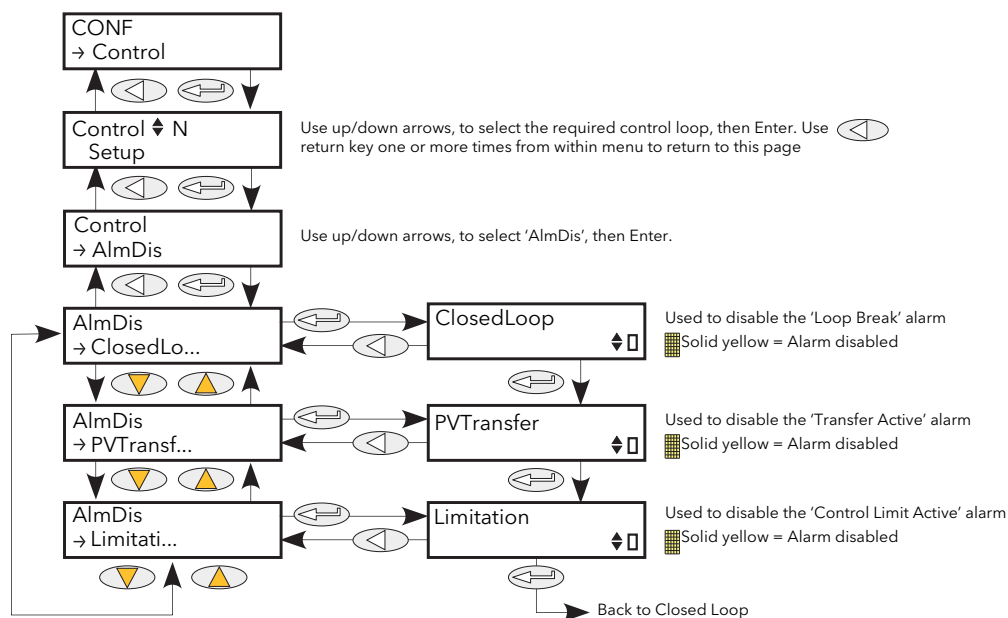 CONF
→ Control
Control N
Setup
Use up/down arrows, to select the required control loop, then Enter. Use
return key one or more times from within menu to return to this page
Control
→ AlmDis
Use up/down arrows, to select 'AlmDis', then Enter.
AlmDis
→ ClosedLo...
ClosedLoop
Used to disable the 'Loop Break' alarm
Solid yellow = Alarm disabled
AlmDis
→ PVTransf...
PVTransfer
Used to disable the 'Transfer Active' alarm
Solid yellow = Alarm disabled
AlmDis
→ Limitati...
Limitation
Used to disable the 'Control Limit Active' alarm
Solid yellow = Alarm disabled
Back to Closed Loop